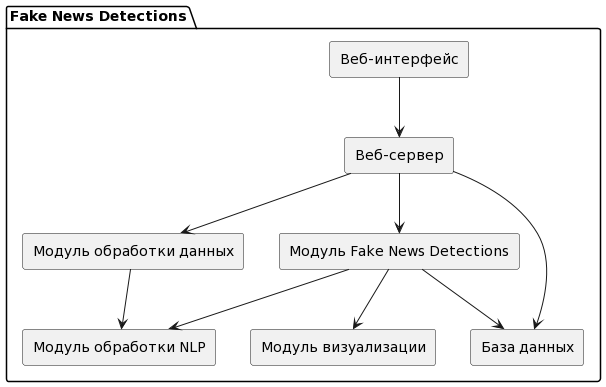 Fake News Detections
Веб-интерфейс
Веб-сервер
Модуль обработки данных
Модуль Fake News Detections
Модуль обработки NLP
Модуль визуализации
База данных